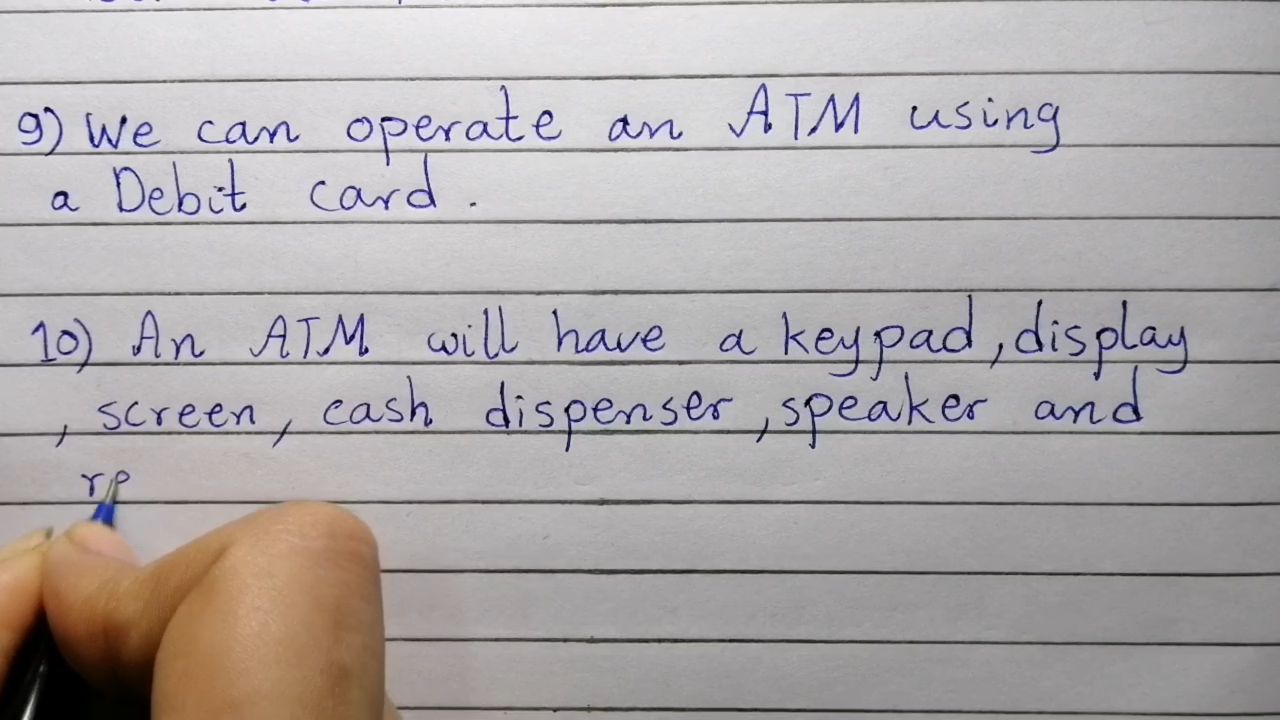 9) We can operate an ATM using
a Debit card.
10) An ATM will have a keypad, display
, screen, cash dispenser, speaker and
re